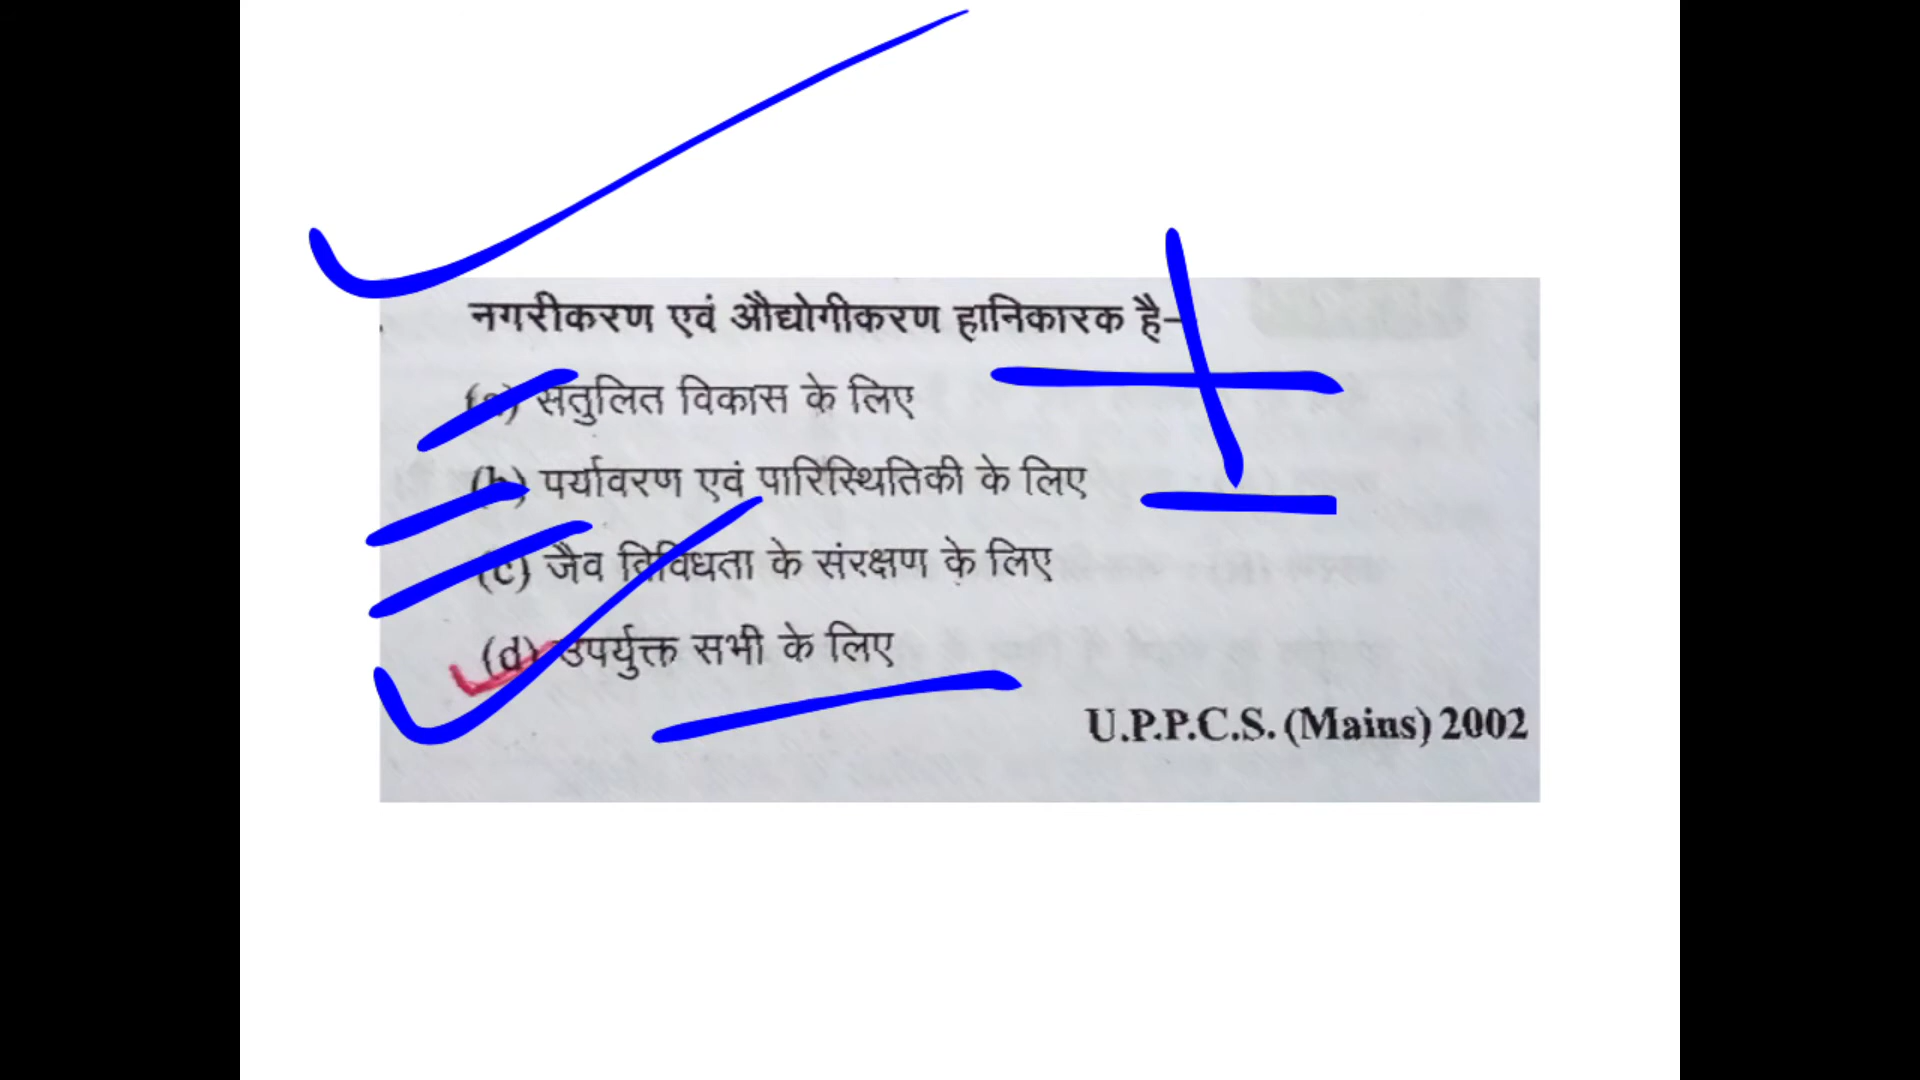 नगरीकरण एवं औद्योगीकरण हानिकारक है-
(a) संतुलित विकास के लिए
(b) पर्यावरण एवं पारिस्थितिकी के लिए
(c) जैव विविधता के संरक्षण के लिए
(d) उपर्युक्त सभी के लिए
U.P.P.C.S. (Mains) 2002